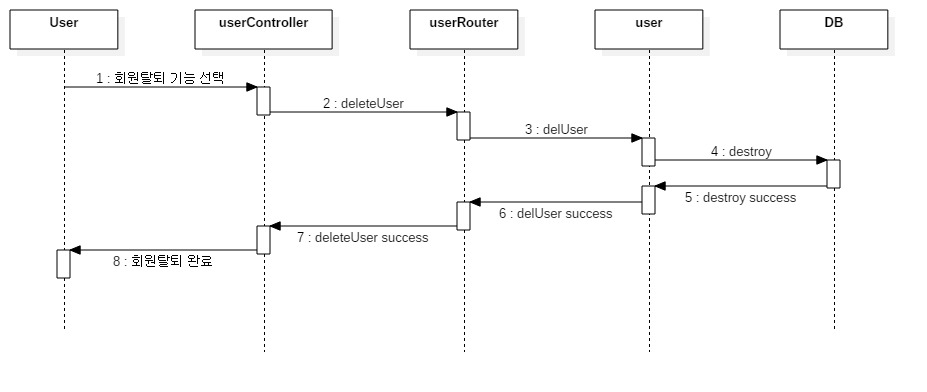 User
userController
userRouter
user
DB
1 : 회원탈퇴 기능 선택
2 : deleteUser
3 : delUser
4 : destroy
5 : destroy success
6 : delUser success
7 : deleteUser success
8 : 회원탈퇴 완료